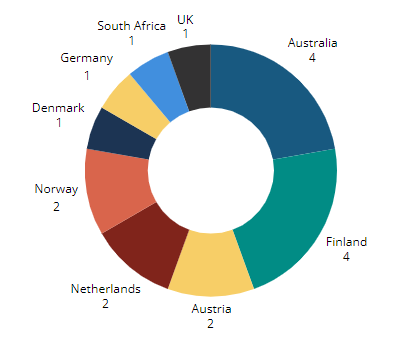 Australia
4
Finland
4
Austria
2
Netherlands
2
Norway
2
Denmark
1
Germany
1
South Africa
1
UK
1